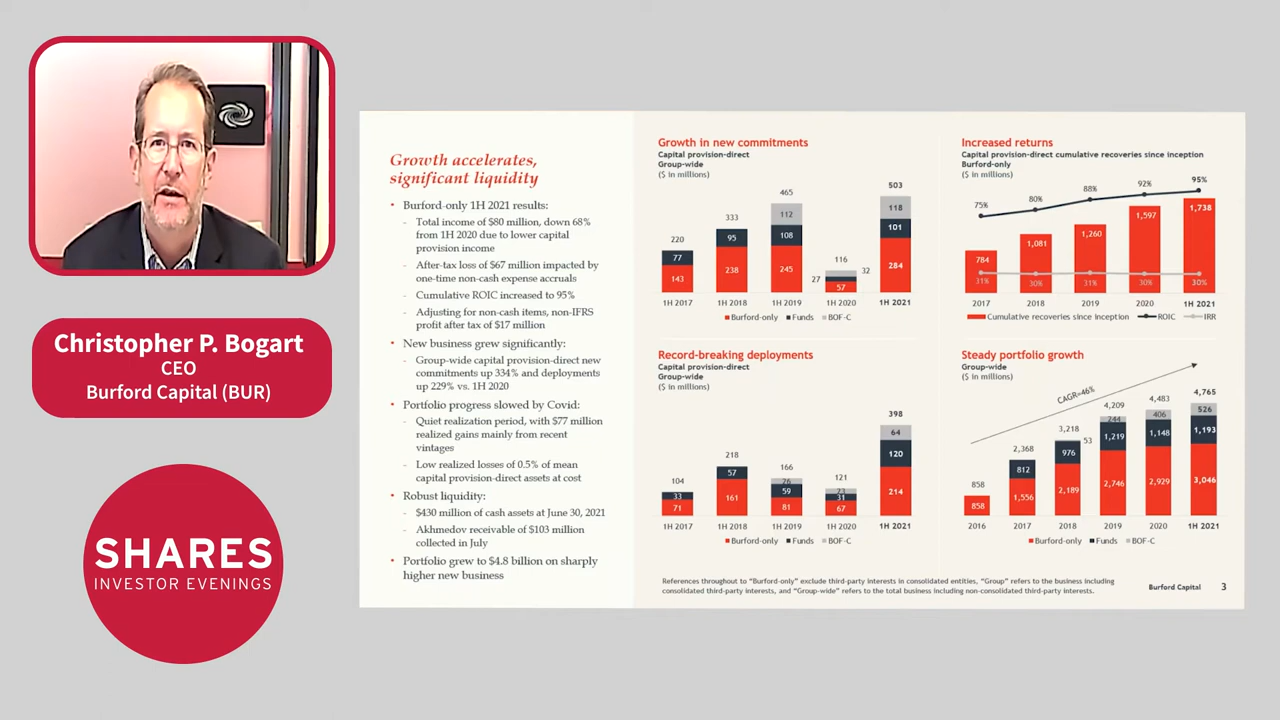 Christopher P. Bogart
CEO
Burford Capital (BUR)
SHARES
INVESTOR EVENINGS
Growth accelerates,
significant liquidity
• Burford-only 1H 2021 results:
- Total income of $80 million, down 68%
from 1H 2020 due to lower capital
provision income
- After-tax loss of $67 million impacted by
one-time non-cash expense accruals
- Cumulative ROIC increased to 95%
- Adjusting for non-cash items, non-IFRS
profit after tax of $17 million
• New business grew significantly:
- Group-wide capital provision-direct new
commitments up 334% and deployments
up 229% vs. 1H 2020
• Portfolio progress slowed by Covid:
- Quiet realization period, with $77 million
realized gains mainly from recent
vintages
- Low realized losses of 0.5% of mean
capital provision-direct assets at cost
• Robust liquidity:
- $430 million of cash assets at June 30, 2021
- Akhmedov receivable of $103 million
collected in July
• Portfolio grew to $4.8 billion on sharply
higher new business
Growth in new commitments
Capital provision-direct
Group-wide
($ in millions)
503
465
118
333
112
220
95
108
116
101
77
32
143
238
245
27
57
284
1H 2017 1H 2018 1H 2019 1H 2020 1H 2021
Burford-only Funds BOF-C
Increased returns
Capital provision-direct cumulative recoveries since inception
Burford-only
($ in millions)
75% 80% 88% 92% 95%
784 1,081 1,260 1,597 1,738
31% 30% 31% 30% 30%
2017 2018 2019 2020 1H 2021
Cumulative recoveries since inception ROIC IRR
Record-breaking deployments
Capital provision-direct
Group-wide
($ in millions)
398
64
218
166
120
104
57
26
121
33
59
23
31
71
161
81
67
214
1H 2017 1H 2018 1H 2019 1H 2020 1H 2021
Burford-only Funds BOF-C
Steady portfolio growth
Group-wide
($ in millions)
CAGR=46%
4,765
4,483
4,209
526
406
744
3,218
53
1,193
1,148
1,219
2,368
976
812
858
858
1,556
2,189
2,746
2,929
3,046
2016 2017 2018 2019 2020 1H 2021
Burford-only Funds BOF-C
References throughout to “Burford-only” exclude third-party interests in consolidated entities, “Group” refers to the business including
consolidated third-party interests, and “Group-wide” refers to the total business including non-consolidated third-party interests.
Burford Capital 3